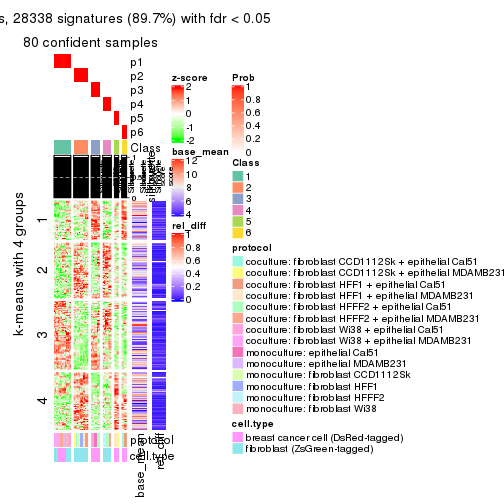 s, 28338 signatures (89.7%) with fdr < 0.05
80 confident samples
p1
p2
p3
p4
p5
p6
Class
1
0
k-means with 4 groups
1
2
3
4
protocol
cell.type
base_mean
rel_diff
z-score
2
1
0
-1
-2
base_mean
12
10
8
6
4
rel_diff
1
0.8
0.6
0.4
0.2
0
Prob
1
0.8
0.6
0.4
0.2
0
Class
1
2
3
4
5
6
protocol
coculture: fibroblast CCD1112Sk + epithelial Cal51
coculture: fibroblast CCD1112Sk + epithelial MDAMB231
coculture: fibroblast HFF1 + epithelial Cal51
coculture: fibroblast HFF1 + epithelial MDAMB231
coculture: fibroblast HFFF2 + epithelial Cal51
coculture: fibroblast HFFF2 + epithelial MDAMB231
coculture: fibroblast Wi38 + epithelial Cal51
coculture: fibroblast Wi38 + epithelial MDAMB231
monoculture: epithelial Cal51
monoculture: epithelial MDAMB231
monoculture: fibroblast CCD1112Sk
monoculture: fibroblast HFF1
monoculture: fibroblast HFFF2
monoculture: fibroblast Wi38
cell.type
breast cancer cell (DsRed-tagged)
fibroblast (ZsGreen-tagged)